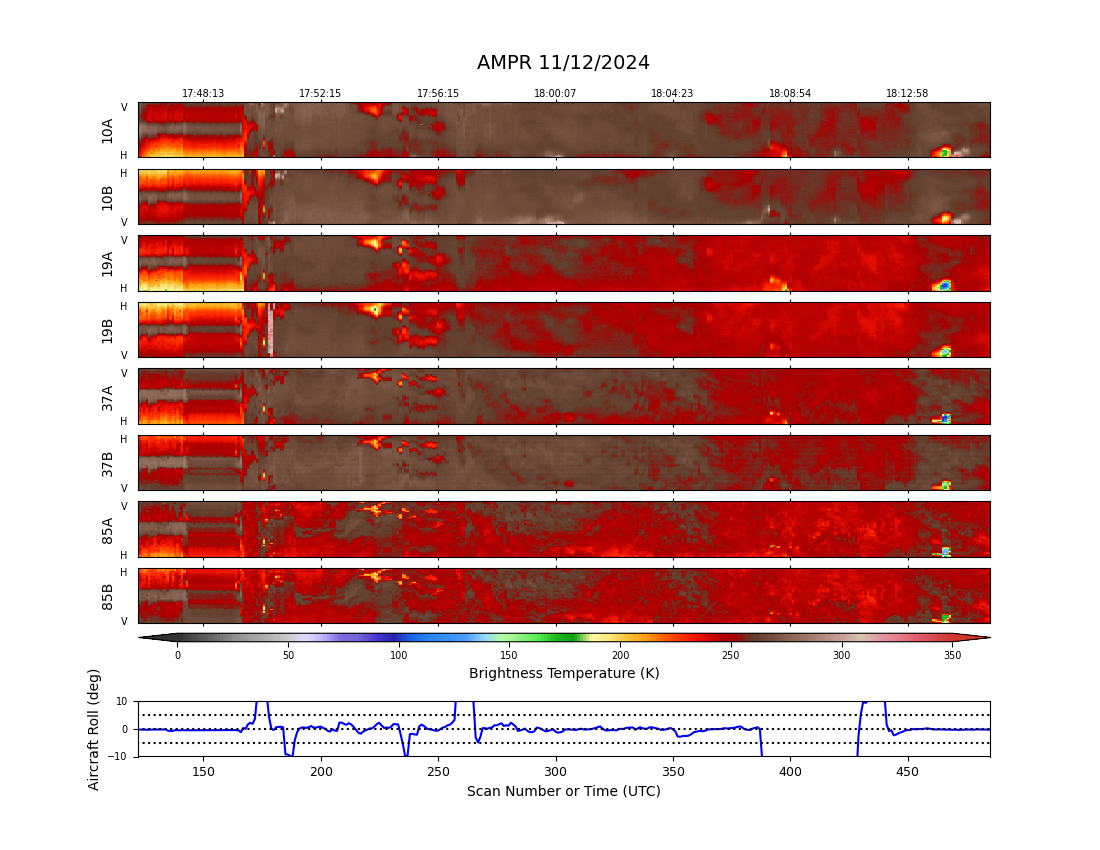 AMPR 11/12/2024
17:48:13 17:52:15 17:56:15 18:00:07 18:04:23 18:08:54 18:12:58
V
10A
H
H
10B
V
V
19A
H
H
19B
V
V
37A
H
H
37B
V
V
85A
H
H
85B
V
0 50 100 150 200 250 300 350
Brightness Temperature (K)
Aircraft Roll (deg)
10
0
−10
150 200 250 300 350 400 450
Scan Number or Time (UTC)